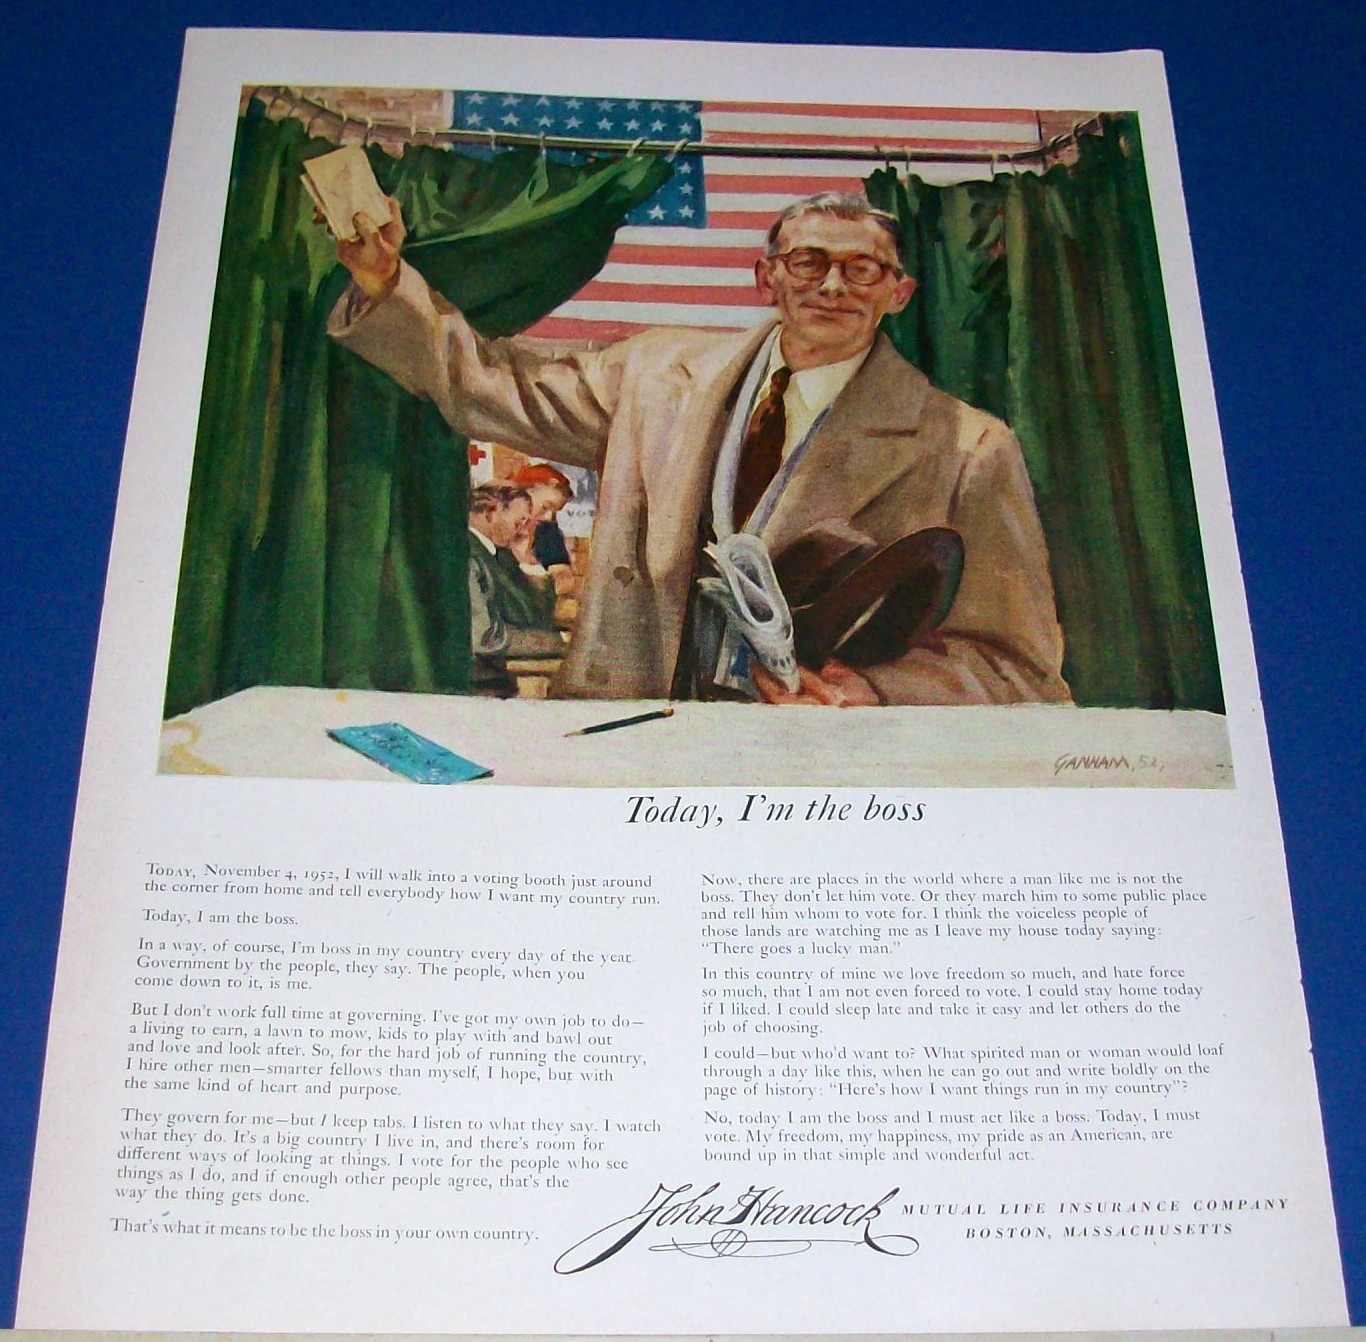 VOT
GANNAM, 52,
Today, I'm the boss
TODAY, November 4, 1952, I will walk into a voting booth just around
the corner from home and tell everybody how I want my country run.
Today, I am the boss.
In a way, of course, I'm boss in my country every day of the year.
Government by the people, they say. The people, when you
come down to it, is me.
But I don't work full time at governing. I've got my own job to do—
a living to earn, a lawn to mow, kids to play with and bawl out
and love and look after. So, for the hard job of running the country,
I hire other men—smarter fellows than myself, I hope, but with
the same kind of heart and purpose.
They govern for me—but I keep tabs. I listen to what they say. I watch
what they do. It's a big country I live in, and there's room for
different ways of looking at things. I vote for the people who see
things as I do, and if enough other people agree, that's the
way the thing gets done.
That's what it means to be the boss in your own country.
Now, there are places in the world where a man like me is not the
boss. They don't let him vote. Or they march him to some public place
and tell him whom to vote for. I think the voiceless people of
those lands are watching me as I leave my house today saying:
“There goes a lucky man.”
In this country of mine we love freedom so much, and hate force
so much, that I am not even forced to vote. I could stay home today
if I liked. I could sleep late and take it easy and let others do the
job of choosing.
I could—but who'd want to? What spirited man or woman would loaf
through a day like this, when he can go out and write boldly on the
page of history: “Here's how I want things run in my country”?
No, today I am the boss and I must act like a boss. Today, I must
vote. My freedom, my happiness, my pride as an American, are
bound up in that simple and wonderful act.
John Hancock MUTUAL LIFE INSURANCE COMPANY
BOSTON, MASSACHUSETTS